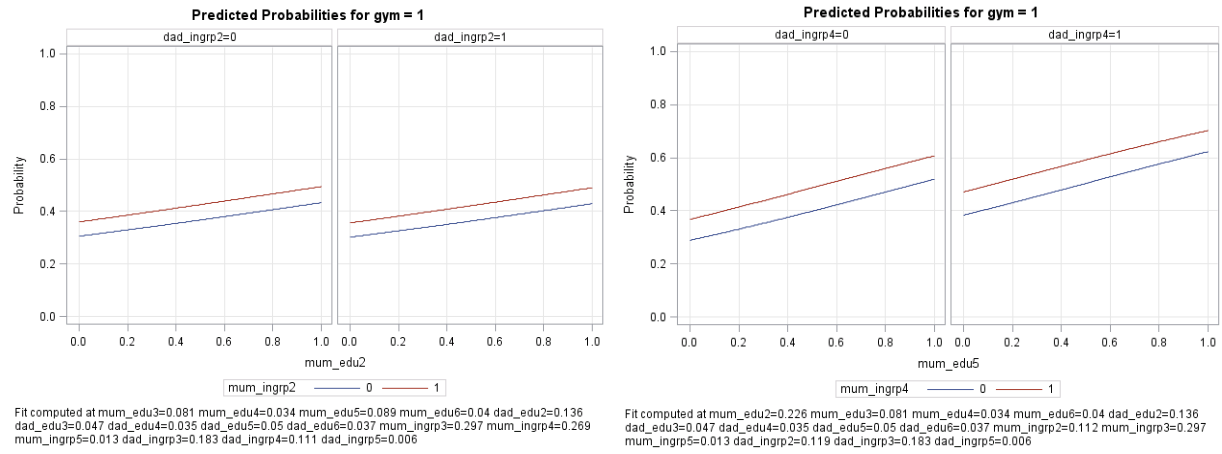 Predicted Probabilities for gym = 1
dad_ingrp2=0 dad_ingrp2=1
1.0
0.8
0.6
0.4
0.2
0.0
Probability
0.0 0.2 0.4 0.6 0.8 1.0 0.0 0.2 0.4 0.6 0.8 1.0
mum_edu2
mum_ingrp2 0 1
Fit computed at mum_edu3=0.081 mum_edu4=0.034 mum_edu5=0.089 mum_edu6=0.04 dad_edu2=0.136
dad_edu3=0.047 dad_edu4=0.035 dad_edu5=0.05 dad_edu6=0.037 mum_ingrp3=0.297 mum_ingrp4=0.269
mum_ingrp5=0.013 dad_ingrp3=0.183 dad_ingrp4=0.111 dad_ingrp5=0.006
Predicted Probabilities for gym = 1
dad_ingrp4=0 dad_ingrp4=1
1.0
0.8
0.6
0.4
0.2
0.0
Probability
0.0 0.2 0.4 0.6 0.8 1.0 0.0 0.2 0.4 0.6 0.8 1.0
mum_edu5
mum_ingrp4 0 1
Fit computed at mum_edu2=0.226 mum_edu3=0.081 mum_edu4=0.034 mum_edu6=0.04 dad_edu2=0.136
dad_edu3=0.047 dad_edu4=0.035 dad_edu5=0.05 dad_edu6=0.037 mum_ingrp2=0.112 mum_ingrp3=0.297
mum_ingrp5=0.013 dad_ingrp2=0.119 dad_ingrp3=0.183 dad_ingrp5=0.006